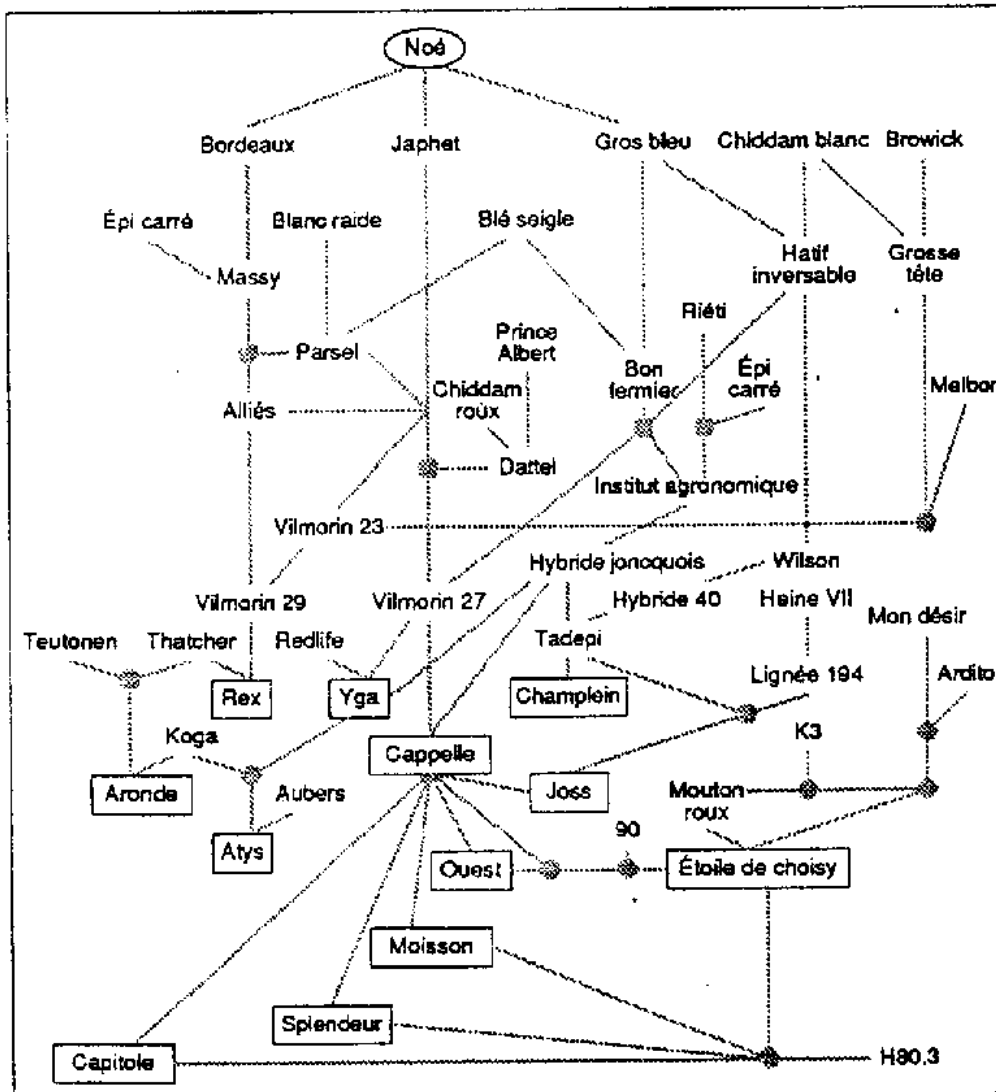 Noé
Bordeaux Japhet Gros bleu Chiddam blanc Browick
Épi carré Blanc raide Blé seigle
Massy Hatif inversable Grosse tête
Riéti
Parsel Prince Albert Bon fermier Épi carré
Alliés Chiddam roux Melbor
Dattel
Institut agronomique
Vilmorin 23
Hybride joncquois Wilson
Vilmorin 29 Vilmorin 27 Hybride 40 Heine VII
Teutonen Thatcher Redlife Tadepi Mon désir
Rex Yga Champlein Lignée 194 Ardito
Koga K3
Cappelle
Aronde Aubers Joss Mouton roux
90
Atys Ouest Étoile de choisy
Moisson
Splendeur
Capitole H80.3